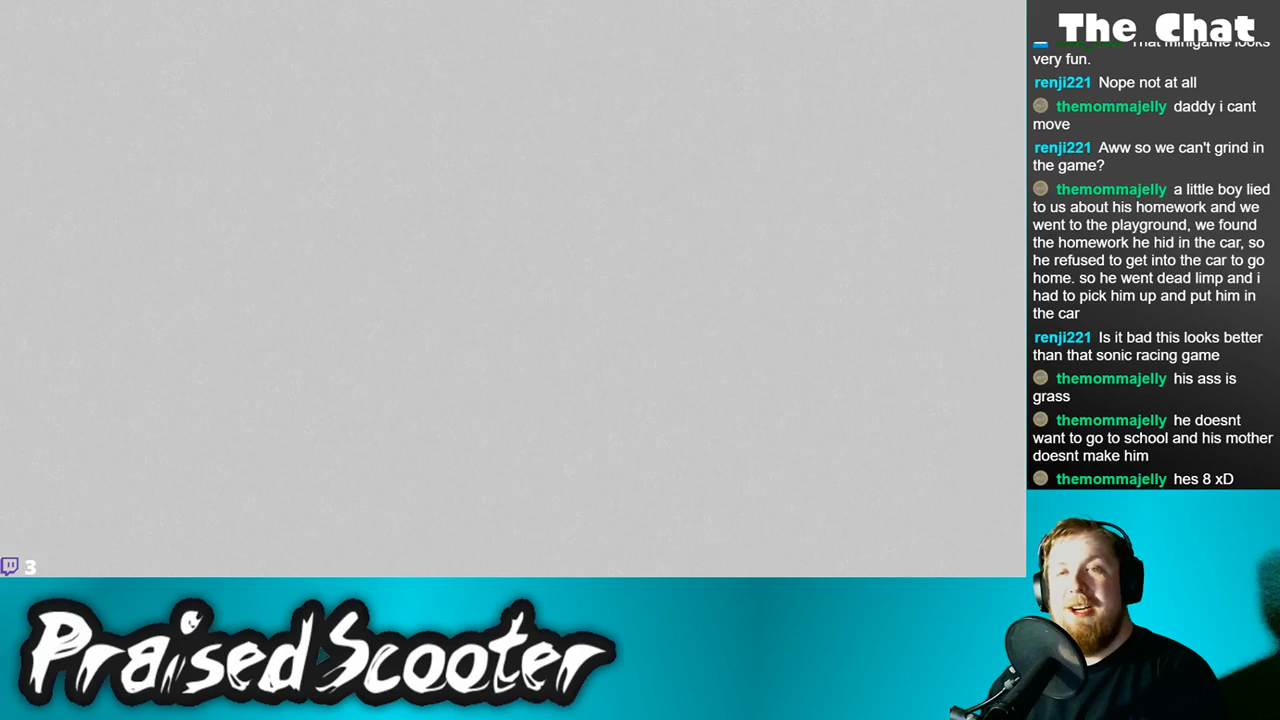 The Chat
That minigame looks
very fun.
renji221 Nope not at all
themommajelly daddy i cant
move
renji221 Aww so we can't grind in
the game?
themommajelly a little boy lied
to us about his homework and we
went to the playground, we found
the homework he hid in the car, so
he refused to get into the car to go
home. so he went dead limp and i
had to pick him up and put him in
the car
renji221 Is it bad this looks better
than that sonic racing game
themommajelly his ass is
grass
themommajelly he doesnt
want to go to school and his mother
doesnt make him
themommajelly hes 8 xD
3
PraisedScooter